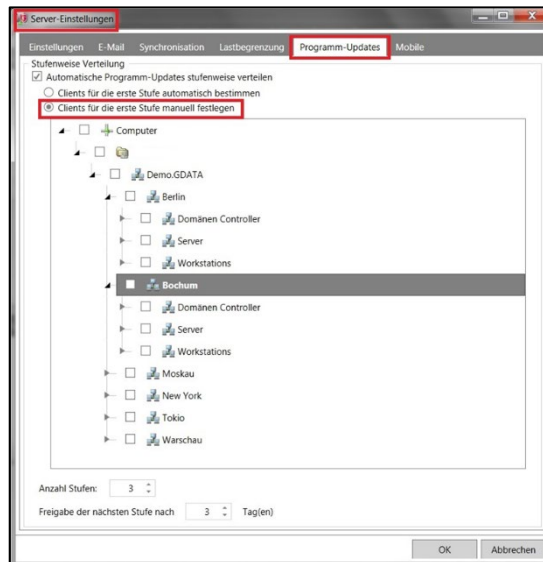 Server-Einstellungen
Einstellungen E-Mail Synchronisation Lastbegrenzung Programm-Updates Mobile
Stufenweise Verteilung
Automatische Programm-Updates stufenweise verteilen
Clients für die erste Stufe automatisch bestimmen
Clients für die erste Stufe manuell festlegen
Computer
Demo.GDATA
Berlin
Domänen Controller
Server
Workstations
Bochum
Domänen Controller
Server
Workstations
Moskau
New York
Tokio
Warschau
Anzahl Stufen: 3
Freigabe der nächsten Stufe nach 3 Tag(en)
OK Abbrechen